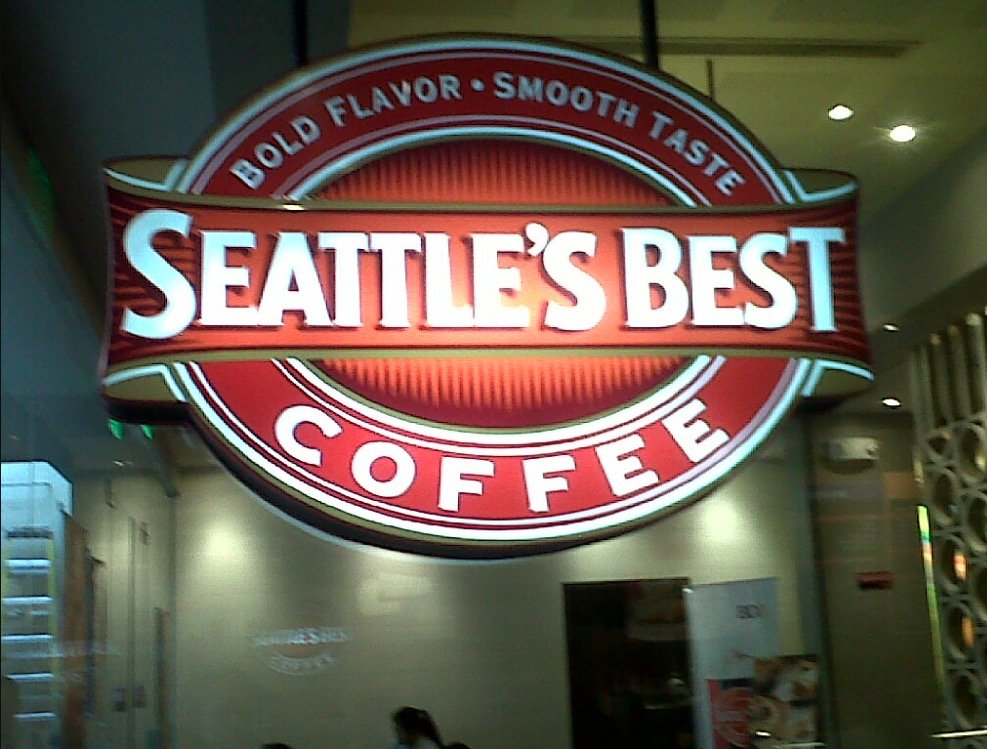 BOLD FLAVOR • SMOOTH TASTE
SEATTLE'S BEST
COFFEE